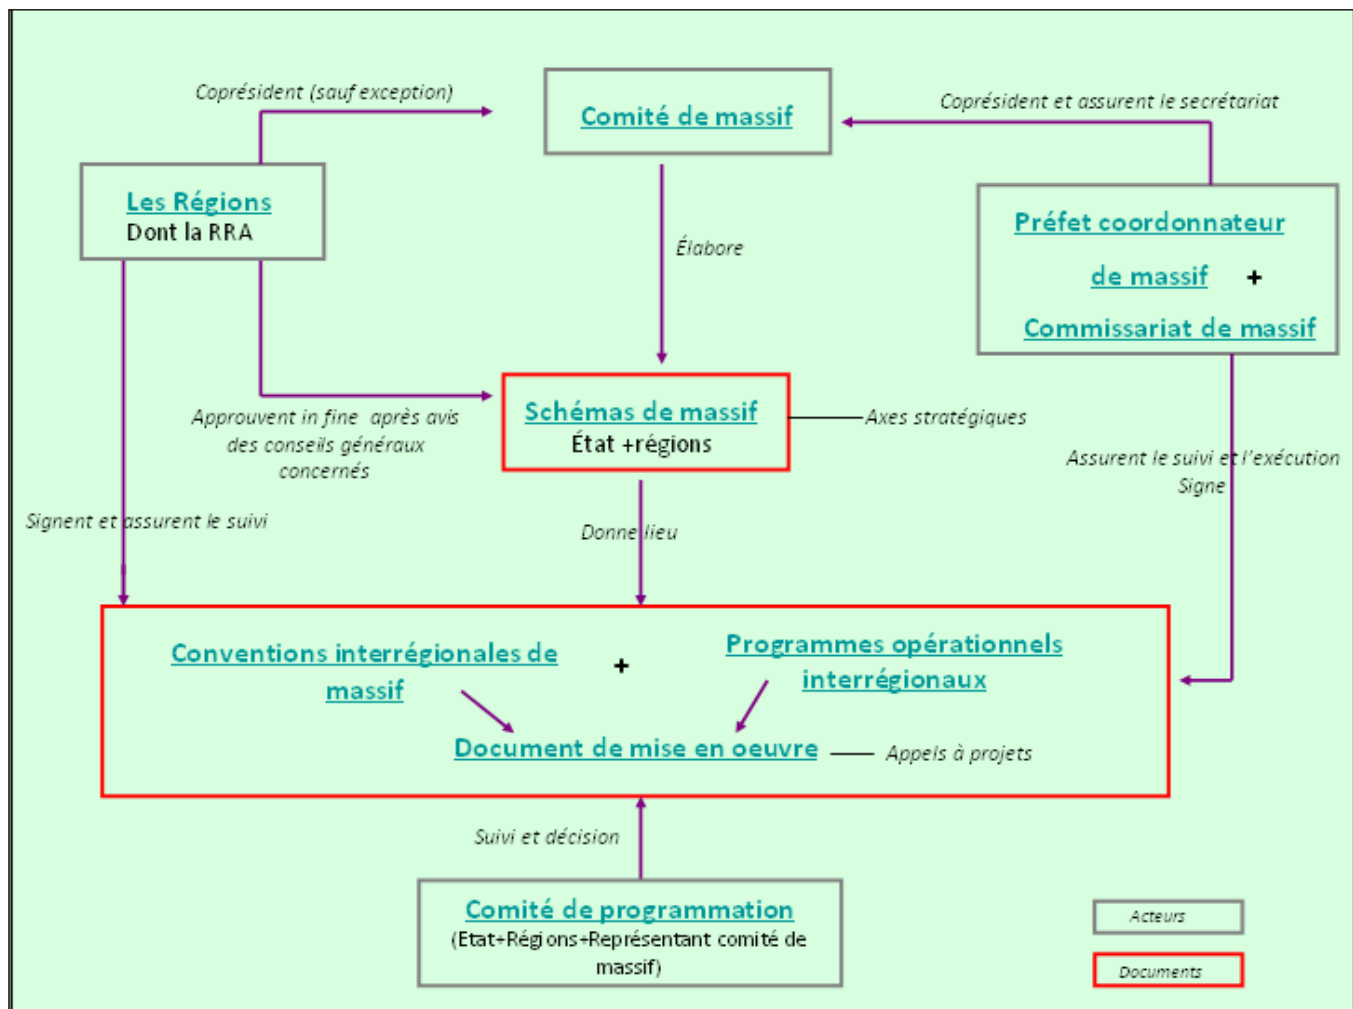 Coprésident (sauf exception)
Comité de massif
Coprésident et assurent le secrétariat
Les Régions
Dont la RRA
Préfet coordonnateur
de massif +
Commissariat de massif
Élabore
Schémas de massif
État +régions
Axes stratégiques
Approuvent in fine après avis
des conseils généraux
concernés
Assurent le suivi et l'exécution
Signe
Signent et assurent le suivi
Donne lieu
Conventions interrégionales de
massif
+
Programmes opérationnels
interrégionaux
Document de mise en oeuvre
Appels à projets
Suivi et décision
Comité de programmation
(Etat+Régions+Représentant comité de
massif)
Acteurs
Documents